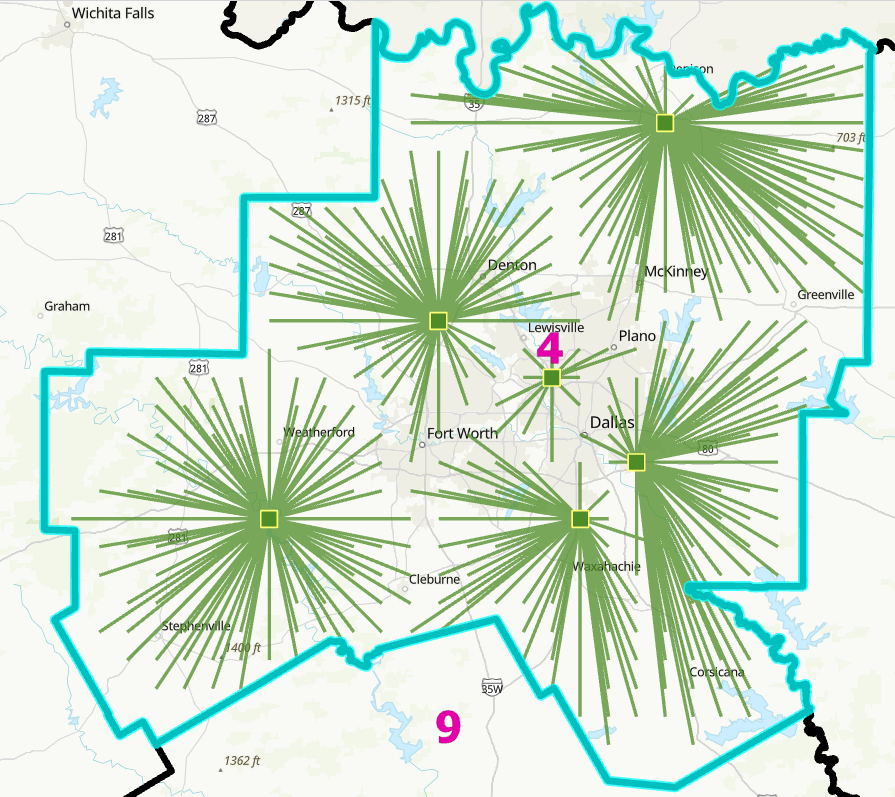 Wichita Falls
Denison
35
1315 ft
287
703 ft
287
281
Denton
McKinney
Greenville
Graham
Lewisville
Plano
4
281
Dallas
Weatherford
Fort Worth
80
281
Waxahachie
Cleburne
Stephenville
1400 ft
Corsicana
35W
9
1362 ft